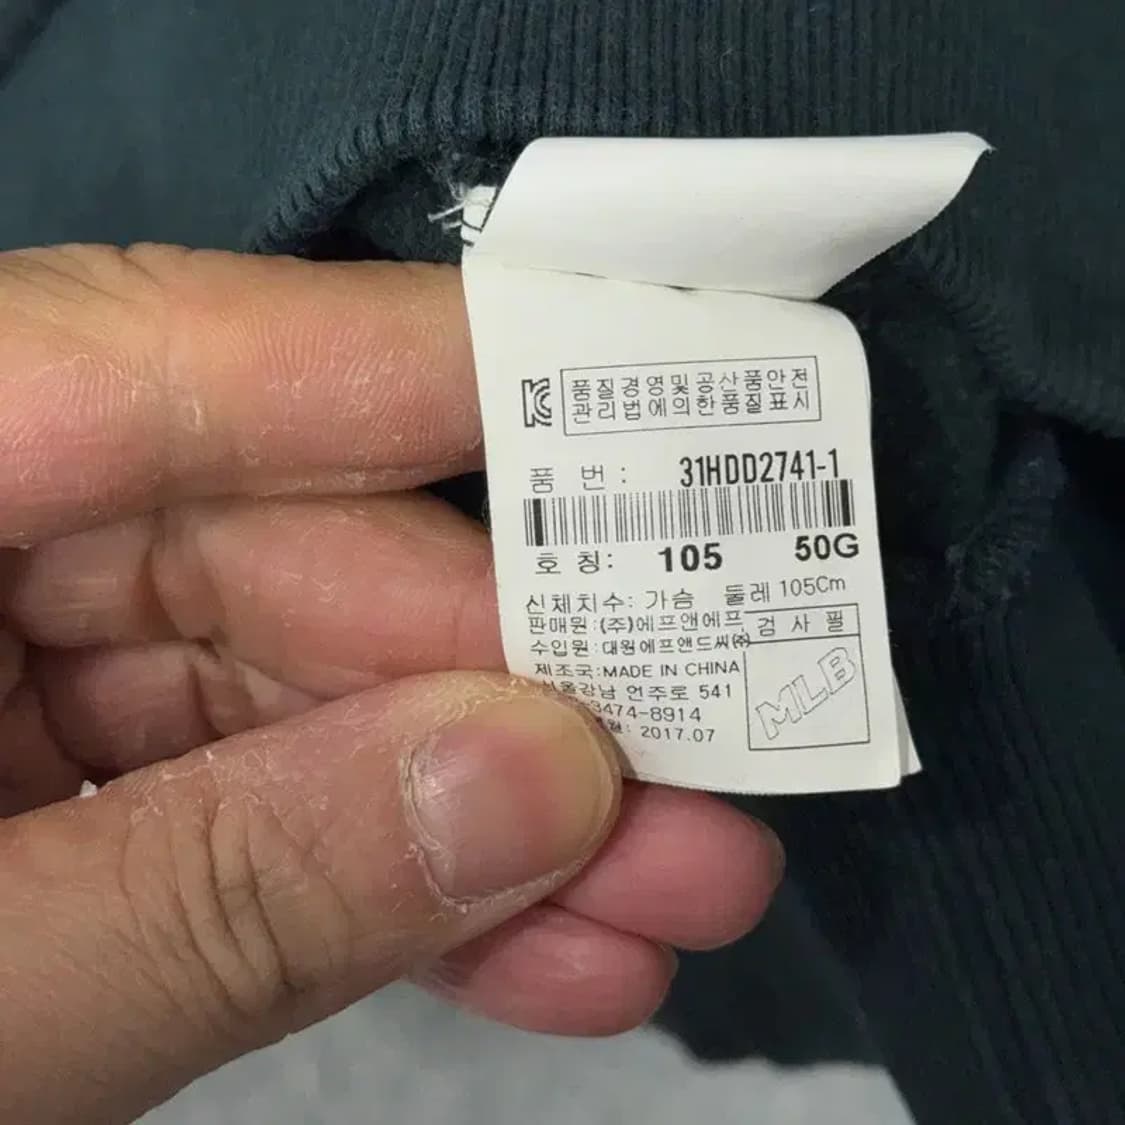 품질경영및공산품안전
관리법에의한품질표시
품 번 : 31HDD2741-1
호 칭: 105 50G
신체치수: 가슴 둘레 105Cm
판매원:(주)에프앤에프
검 사 필
수입원:대원에프앤드씨㈜
제조국:MADE IN CHINA
강남 언주로 541
3474-8914
2017.07
MLB